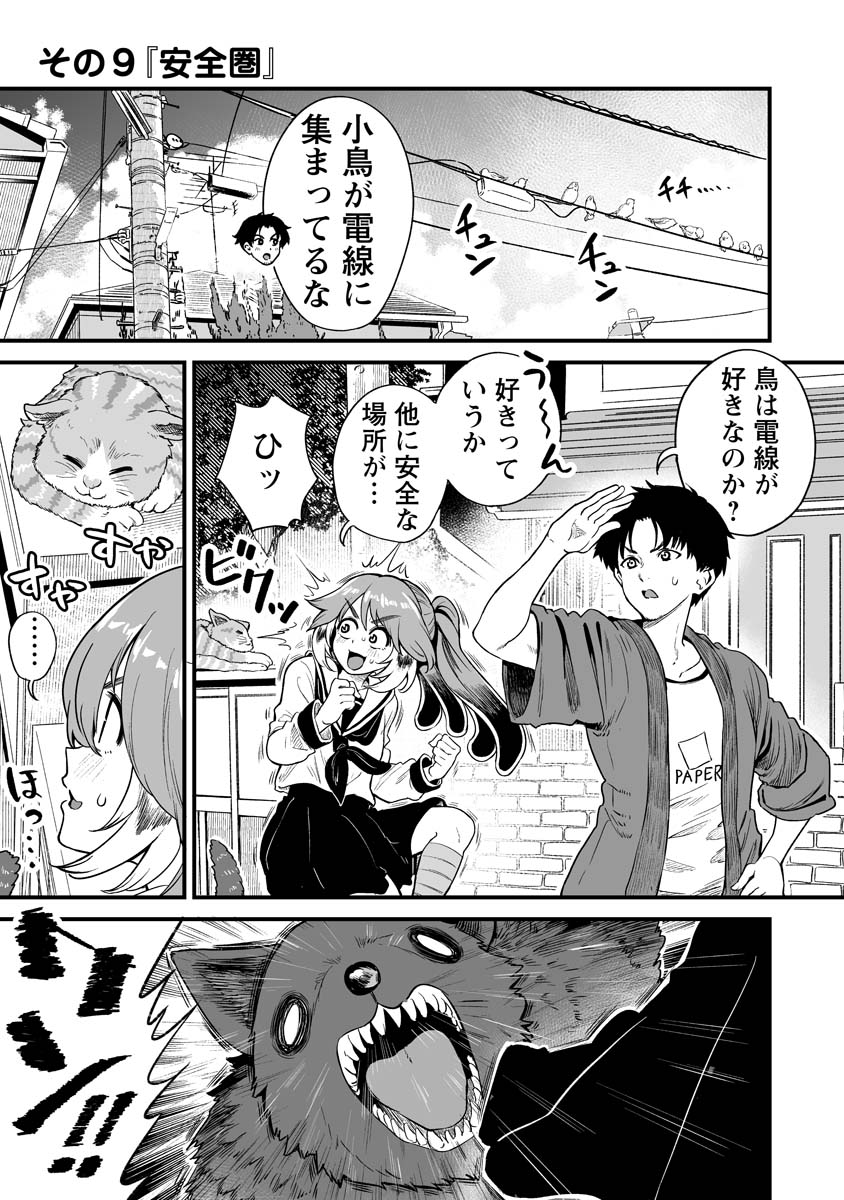 その9『安全圏』
小鳥が電線に
集まってるな
チチ……
チュン
チュン
鳥は電線が
好きなのか?
PAPER
う〜〜ん
好きって
いうか
他に安全な
場所が…
ひッ
ビクッ
すやすや
……
ほっ…